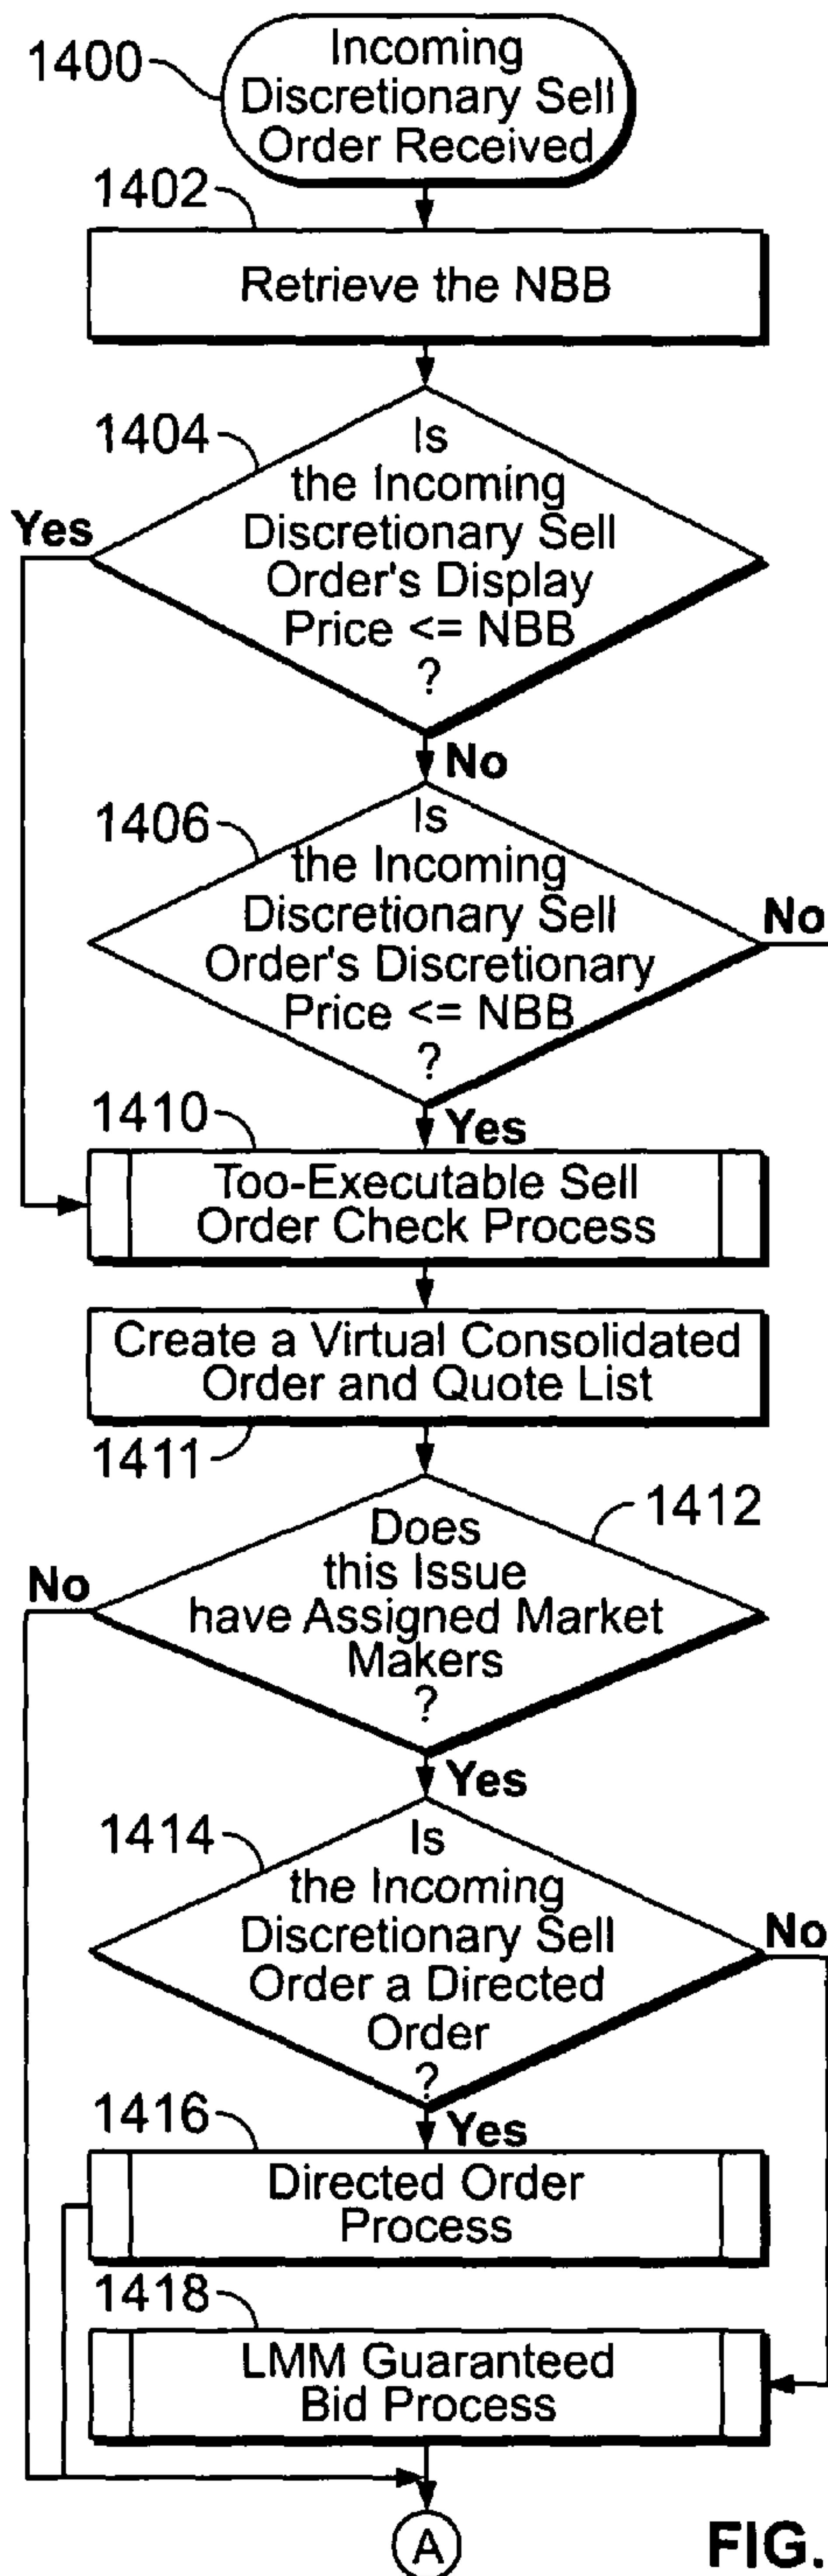 1400
Incoming
Discretionary Sell
Order Received
1402
Retrieve the NBB
1404
Is
the Incoming
Discretionary Sell
Order's Display
Price <= NBB
?
Yes
No
1406
Is
the Incoming
Discretionary Sell
Order's Discretionary
Price <= NBB
?
No
Yes
1410
Too-Executable Sell
Order Check Process
Create a Virtual Consolidated
Order and Quote List
1411
1412
Does
this Issue
have Assigned Market
Makers
?
No
Yes
1414
Is
the Incoming
Discretionary Sell
Order a Directed
Order
?
No
Yes
1416
Directed Order
Process
1418
LMM Guaranteed
Bid Process
A
FIG.